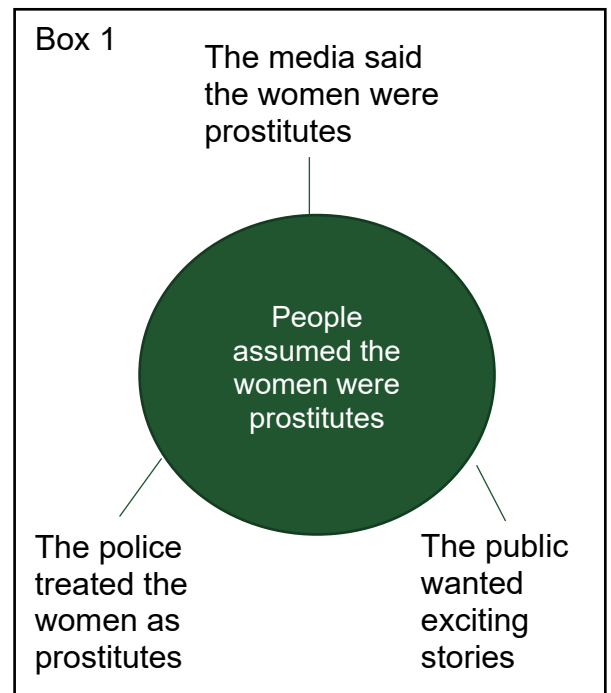 Box 1
The media said
the women were
prostitutes
People
assumed the
women were
prostitutes
The police
treated the
women as
prostitutes
The public
wanted
exciting
stories